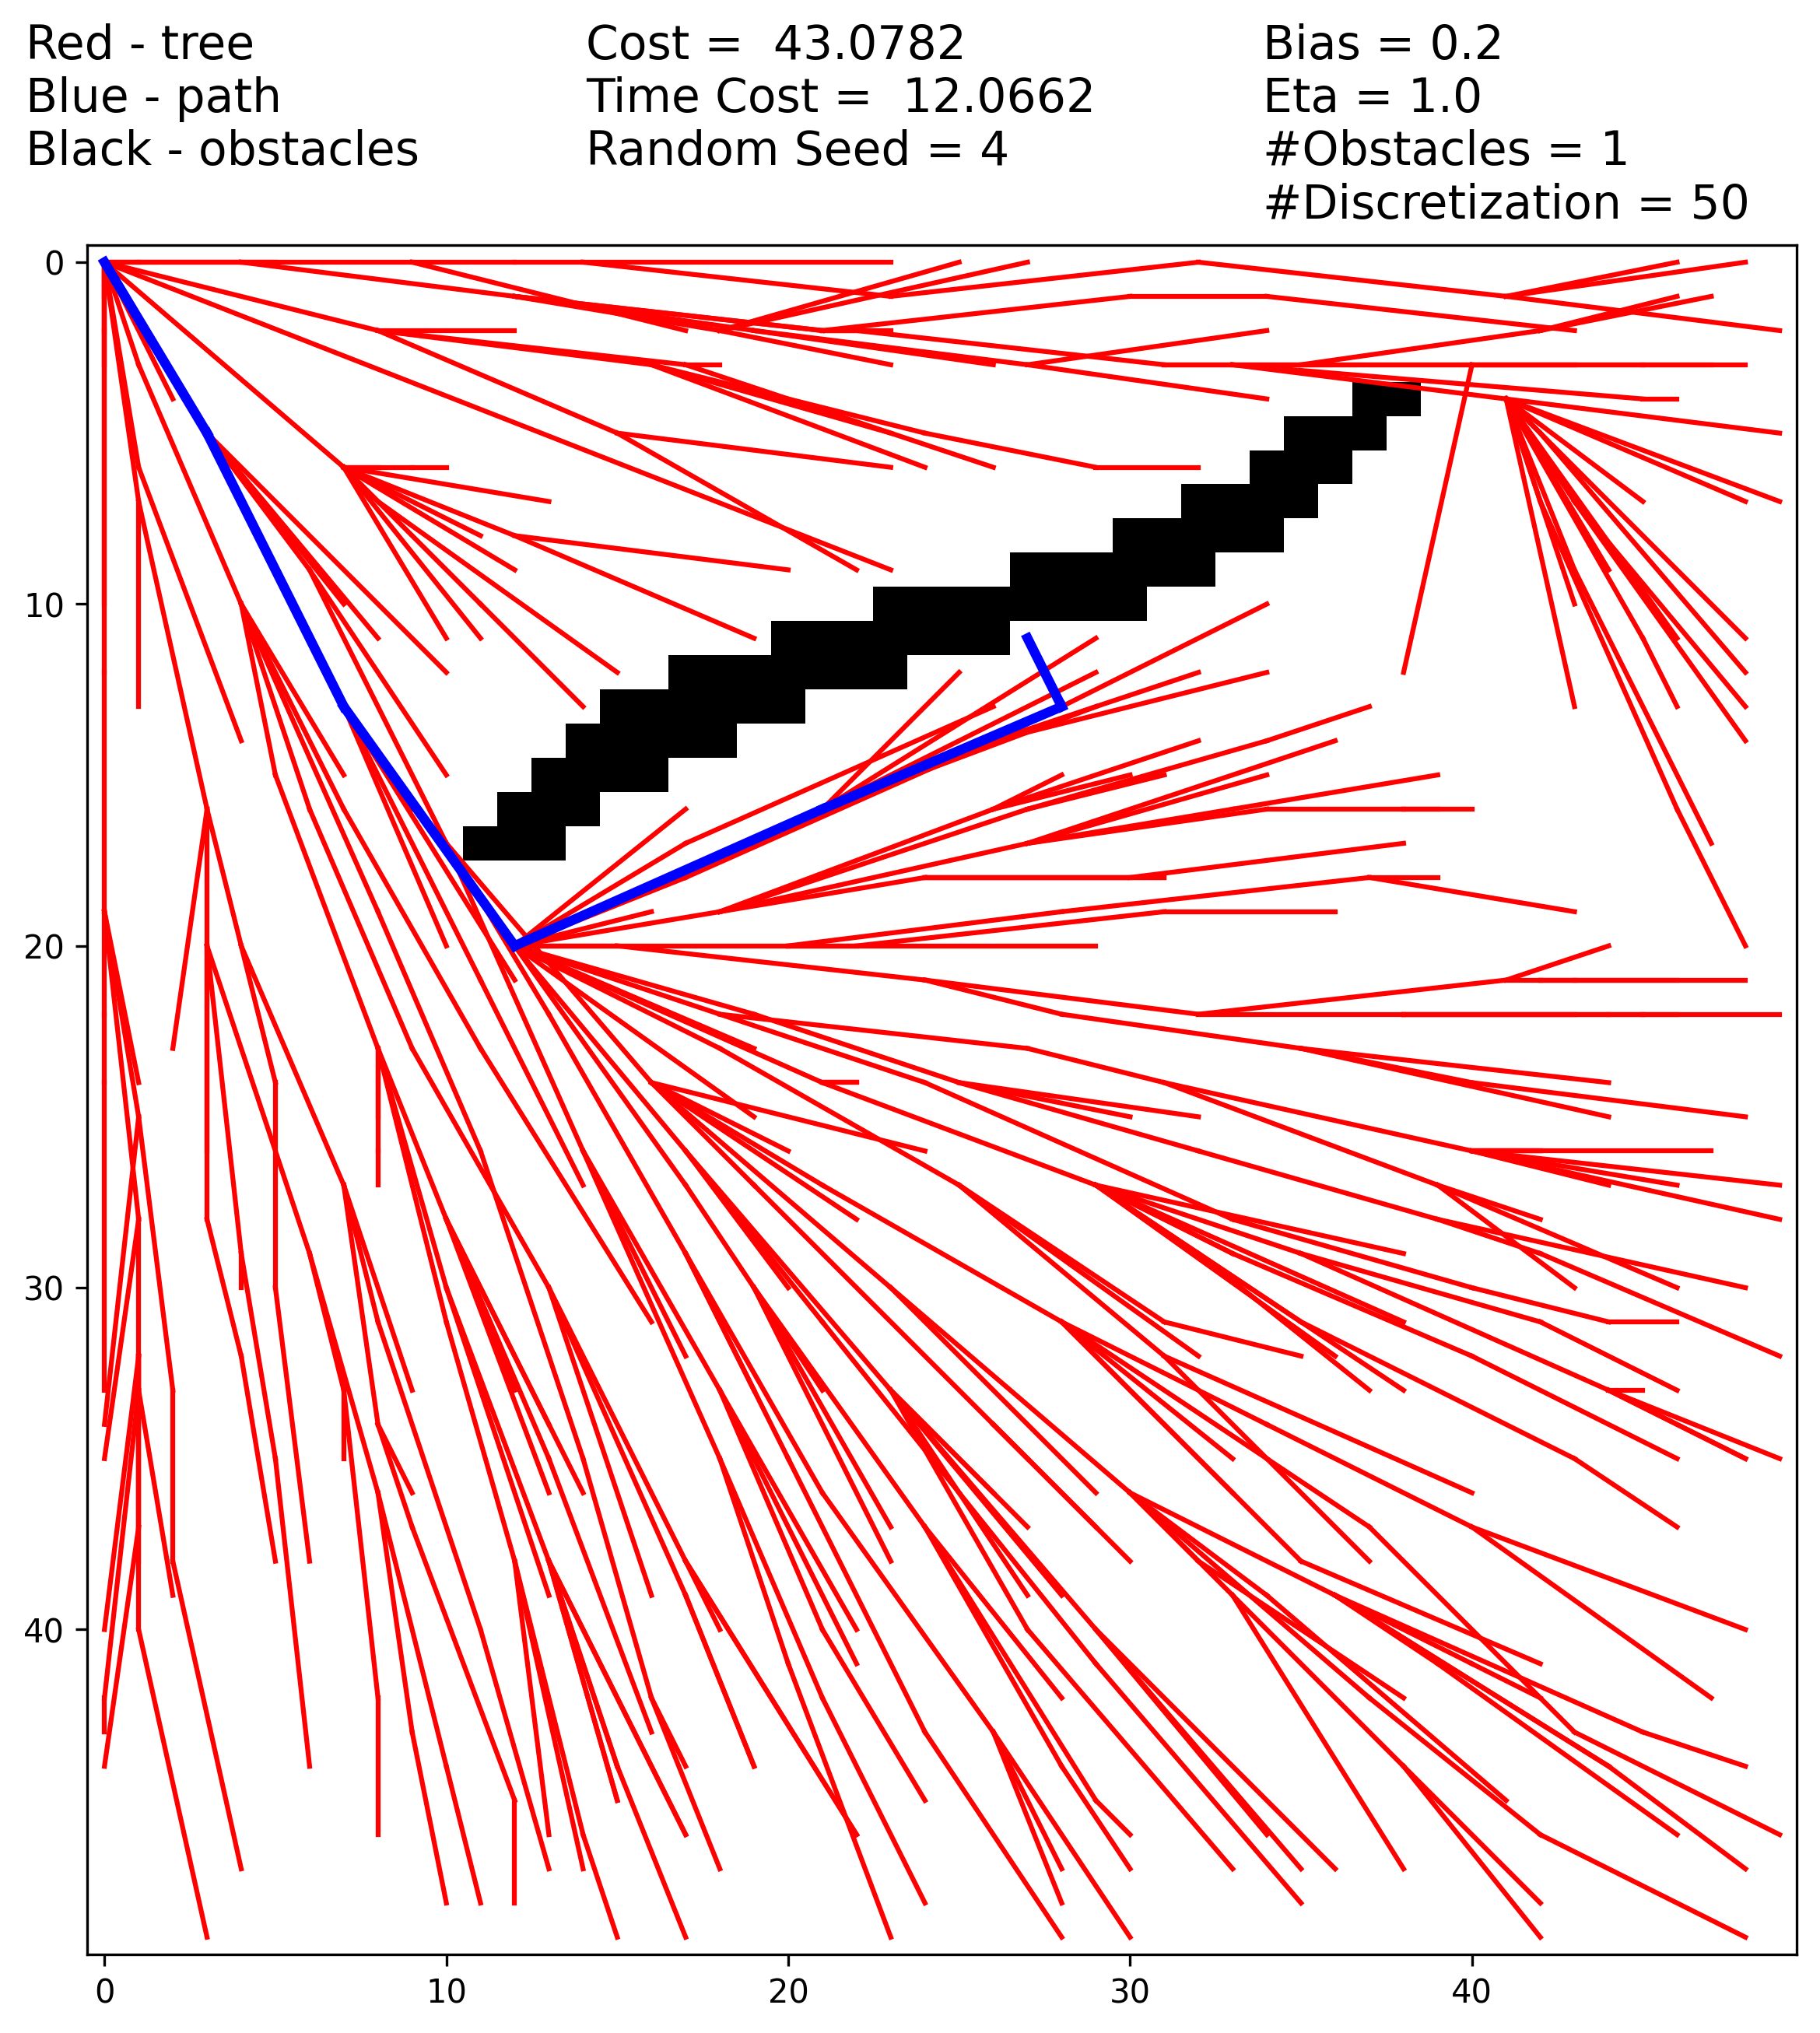 Red - tree
Blue - path
Black - obstacles
Cost =  43.0782
Time Cost =  12.0662
Random Seed = 4
Bias = 0.2
Eta = 1.0
#Obstacles = 1
#Discretization = 50
0
10
20
30
40
0
10
20
30
40